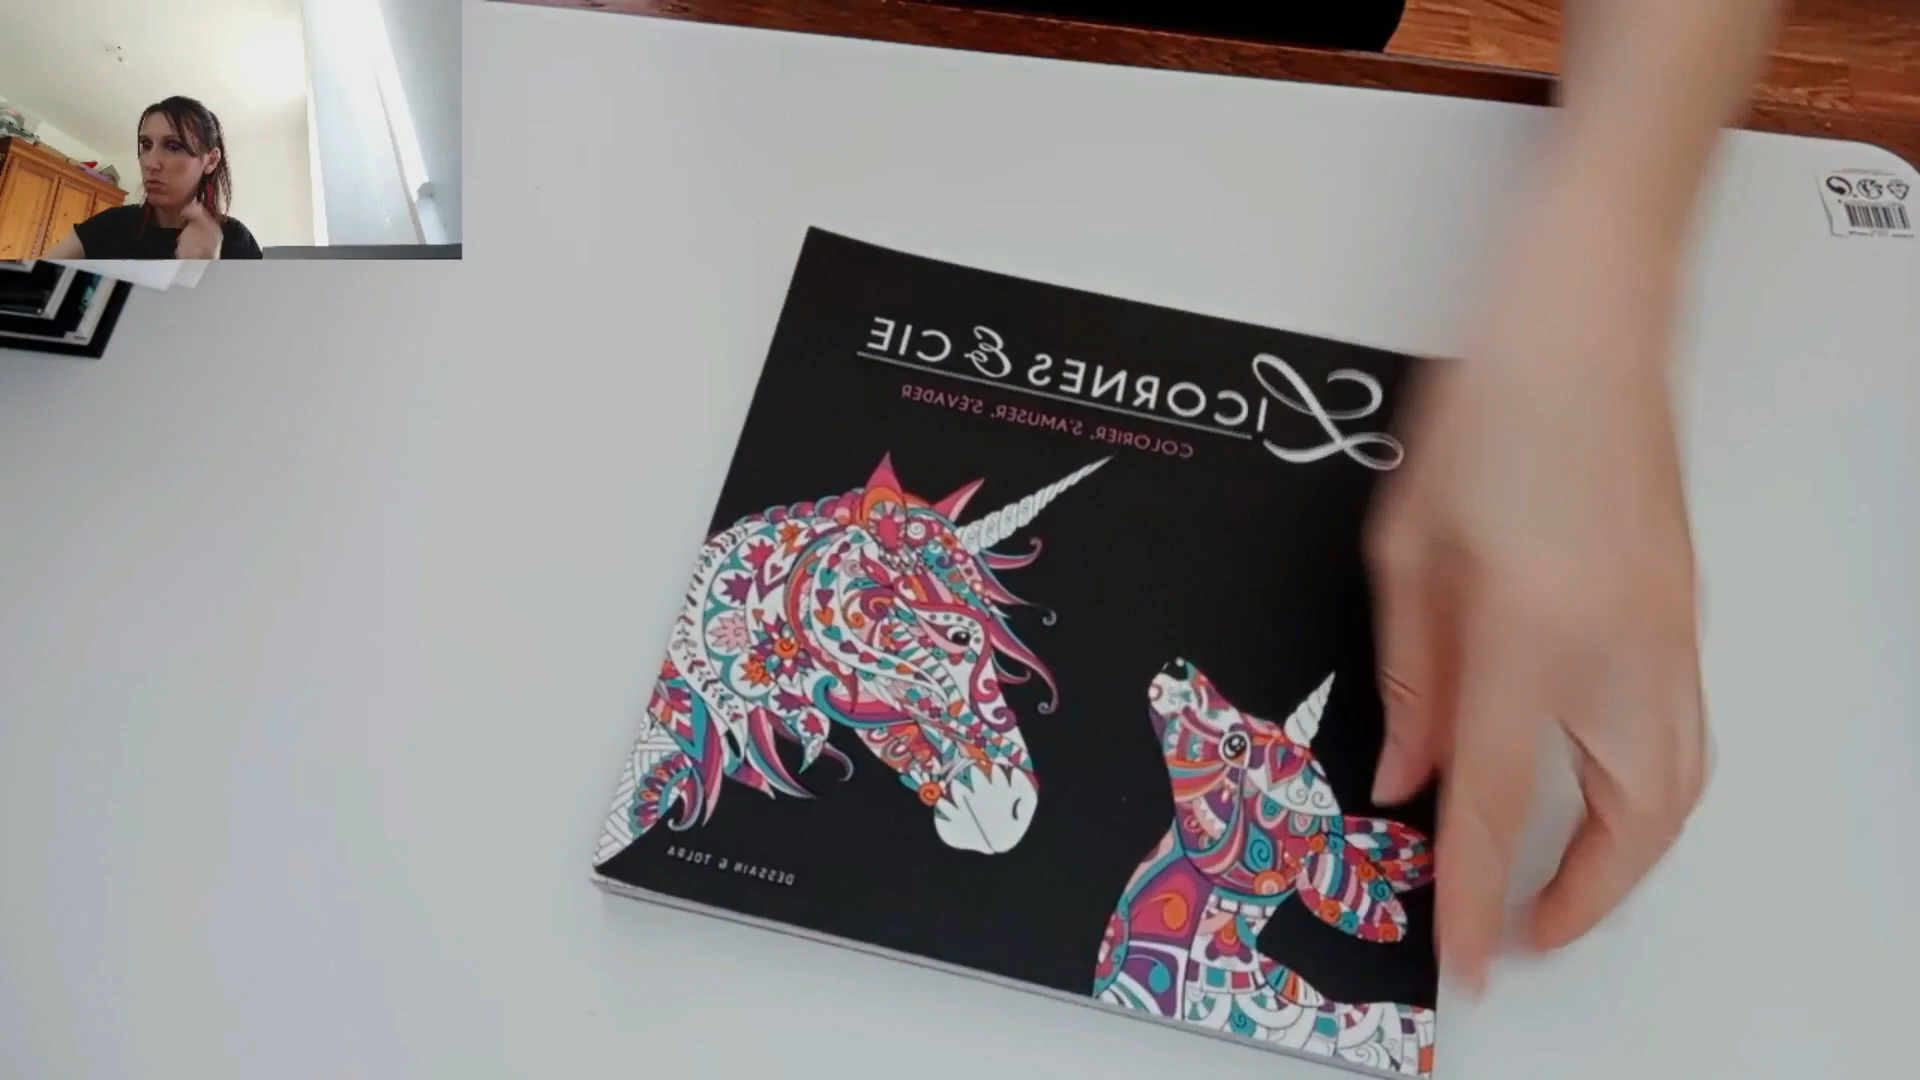 LICORNES & CIE
COLORIER, S'AMUSER, S'ÉVADER
DESSAIN & TOLRA